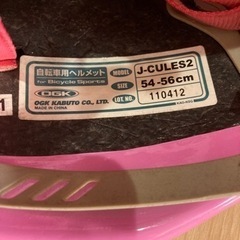 自転車用ヘルメット
for Bicycle Sports
OGK
OGK KABUTO CO., LTD.
MADE IN CHINA
MODEL J-CULES2
SIZE 54-56cm
LOT.NO. 110412
1